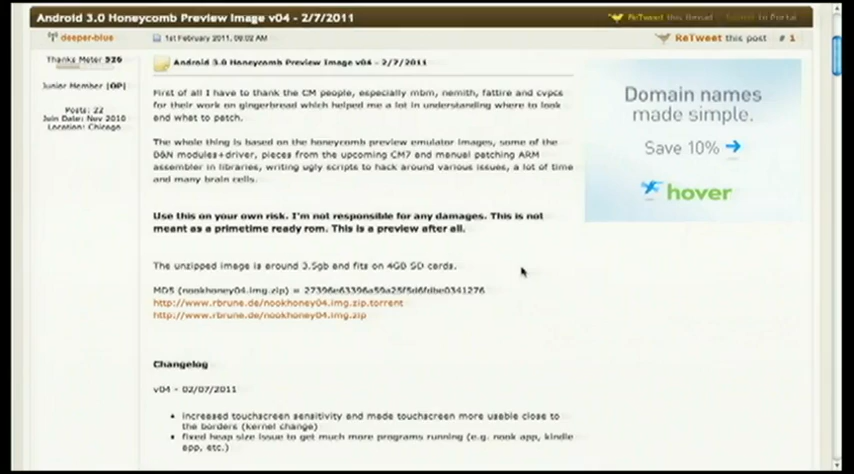 Android 3.0 Honeycomb Preview Image v04 - 2/7/2011
ReTweet this thread to Portal
deeper-blue
1st February 2011, 09:02 AM
ReTweet this post # 1
Thanks Meter 526
Junior Member [OP]
Posts: 22
Join Date: Nov 2010
Location: Chicago
Android 3.0 Honeycomb Preview Image v04 - 2/7/2011
First of all I have to thank the CM people, especially mbm, nemith, fattire and cvpcs
for their work on gingerbread which helped me a lot in understanding where to look
and what to patch.
The whole thing is based on the honeycomb preview emulator images, some of the
D&N modules+driver, pieces from the upcoming CM7 and manual patching ARM
assembler in libraries, writing ugly scripts to hack around various issues, a lot of time
and many brain cells.
Use this on your own risk. I'm not responsible for any damages. This is not
meant as a primetime ready rom. This is a preview after all.
The unzipped image is around 3.5gb and fits on 4GB SD cards.
MD5 (nookhoney04.img.zip) =
http://www.rbrune.de/nookhoney04.img.zip.torrent
http://www.rbrune.de/nookhoney04.img.zip
Changelog
v04 - 02/07/2011
• increased touchscreen sensitivity and made touchscreen more usable close to
the borders (kernel change)
• fixed heap size issue to get much more programs running (e.g. nook app, kindle
app, etc.)
Domain names
made simple.
Save 10% →
hover